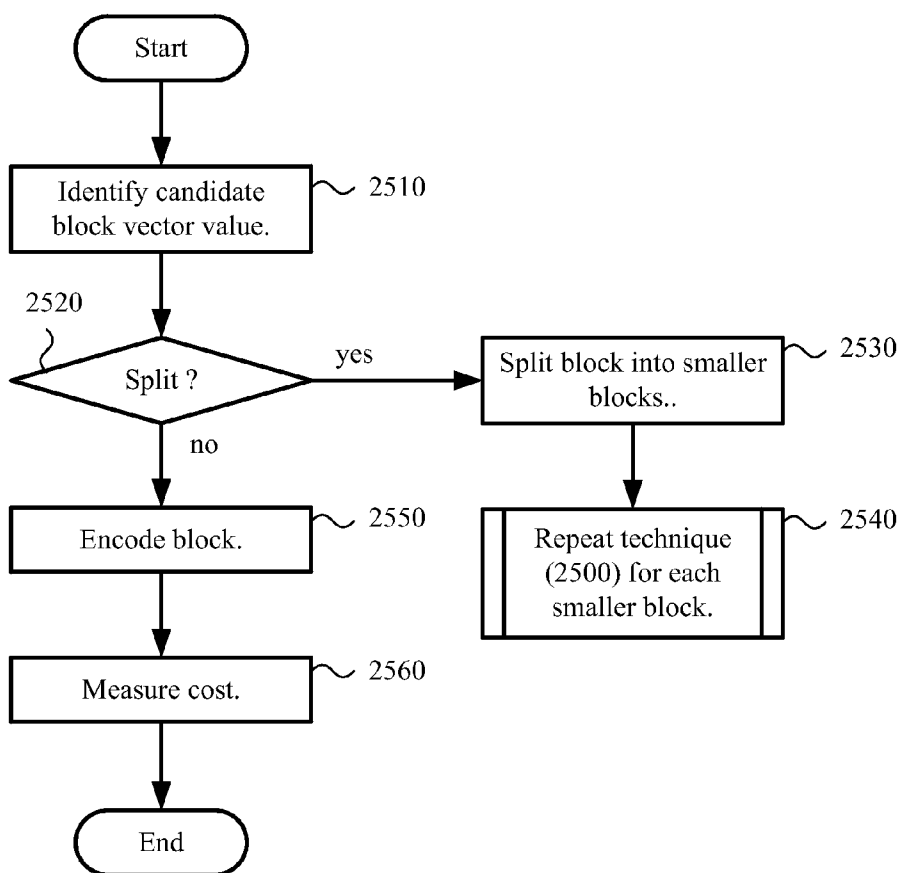 Start
Identify candidate
block vector value.
2510
2520
Split ?
yes
no
Split block into smaller
blocks..
2530
Repeat technique
(2500) for each
smaller block.
2540
Encode block.
2550
Measure cost.
2560
End